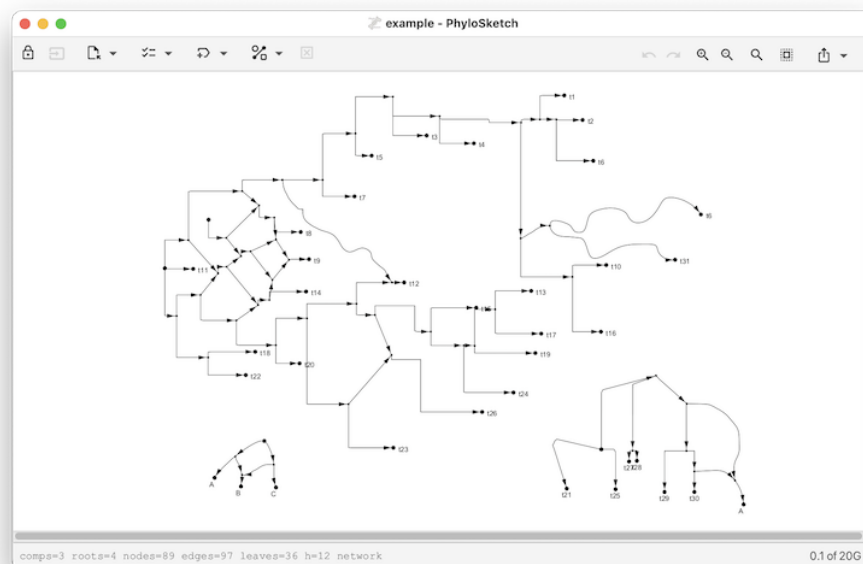 example - PhyloSketch
t1
t2
t3
t4
t5
t6
t7
t6
t8
t9
t31
t10
t11
t12
t14
t13
t16
t17
t18
t19
t20
t22
t24
t26
t23
A
B
C
t21
t25
t28
t29
t30
A
comps=3 roots=4 nodes=89 edges=97 leaves=36 h=12 network
0.1 of 20G